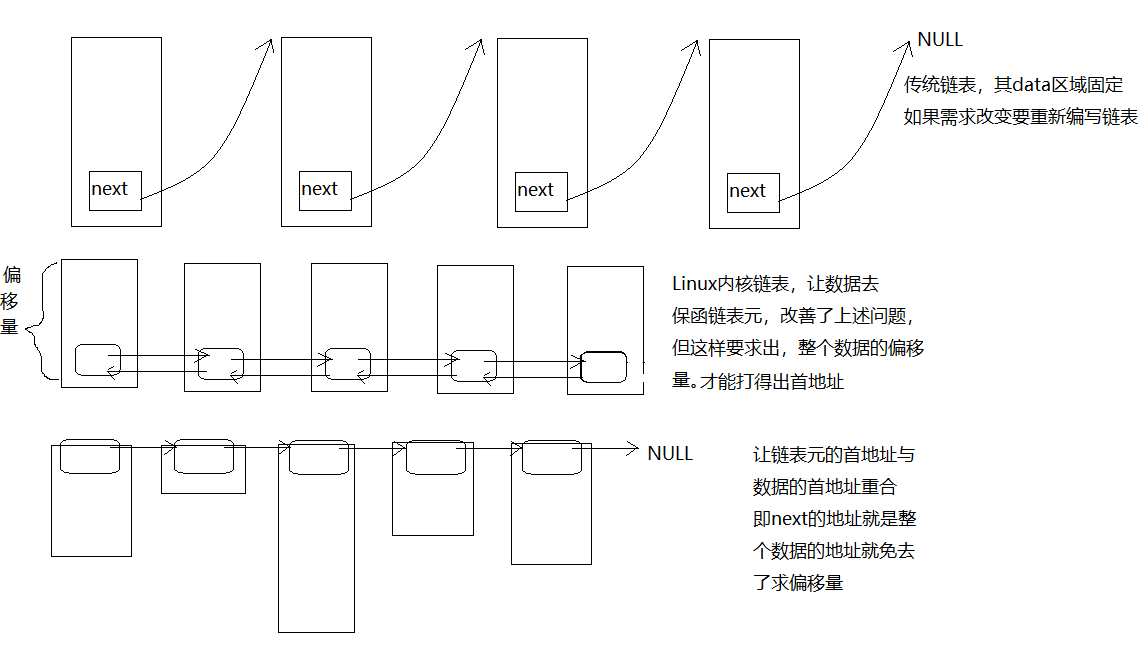 NULL
传统链表，其data区域固定
如果需求改变要重新编写链表
next
next
next
next
偏
移
量
Linux内核链表，让数据去
保函链表元，改善了上述问题，
但这样要求出，整个数据的偏移
量。才能打得出首地址
NULL
让链表元的首地址与
数据的首地址重合
即next的地址就是整
个数据的地址就免去
了求偏移量